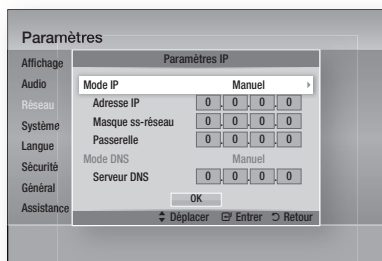 Paramètres
Affichage
Audio
Réseau
Système
Langue
Sécurité
Général
Assistance
Paramètres IP
Mode IP Manuel
Adresse IP 0 . 0 . 0 . 0
Masque ss-réseau 0 . 0 . 0 . 0
Passerelle 0 . 0 . 0 . 0
Mode DNS Manuel
Serveur DNS 0 . 0 . 0 . 0
OK
Déplacer Entrer Retour